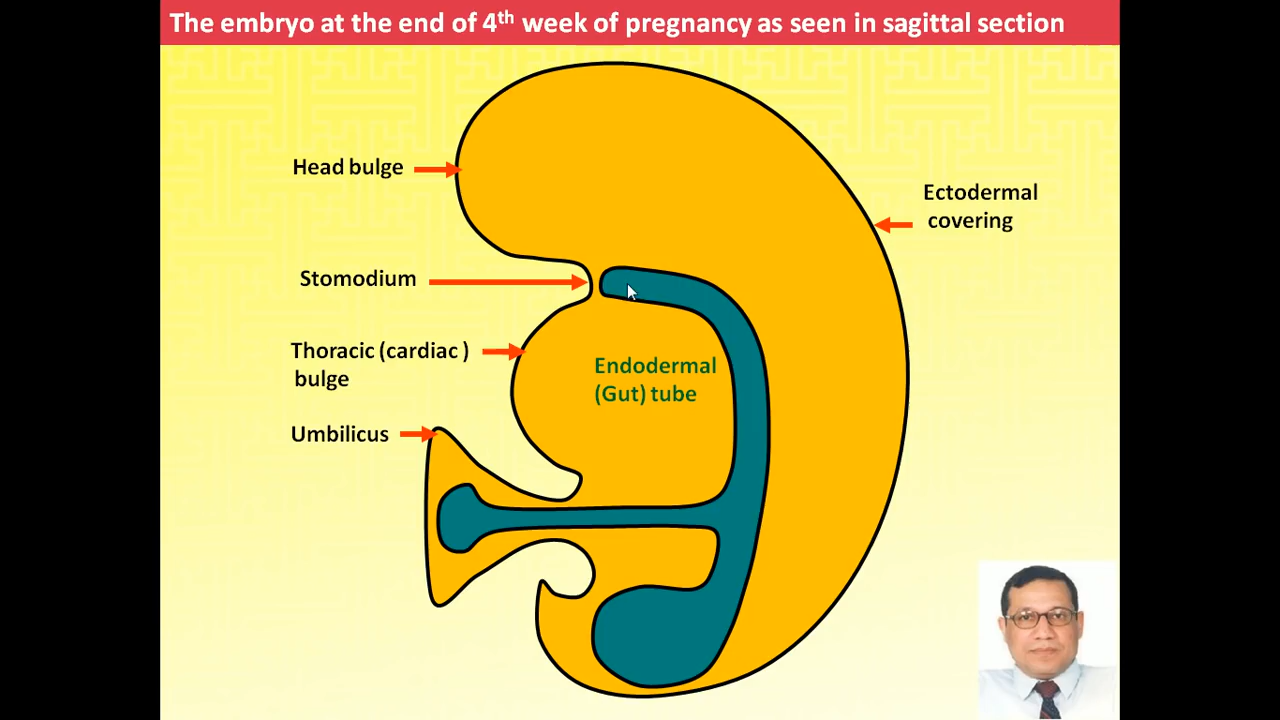 The embryo at the end of 4th week of pregnancy as seen in sagittal section
Head bulge
Ectodermal
covering
Stomodium
Thoracic (cardiac )
bulge
Endodermal
(Gut) tube
Umbilicus